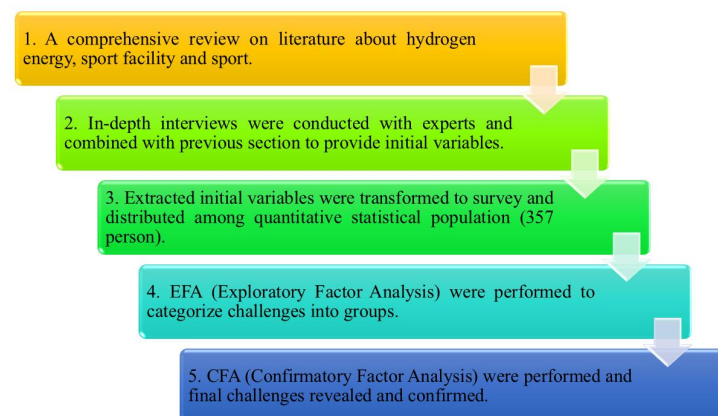 1. A comprehensive review on literature about hydrogen
energy, sport facility and sport.
2. In-depth interviews were conducted with experts and
combined with previous section to provide initial variables.
3. Extracted initial variables were transformed to survey and
distributed among quantitative statistical population (357
person).
4. EFA (Exploratory Factor Analysis) were performed to
categorize challenges into groups.
5. CFA (Confirmatory Factor Analysis) were performed and
final challenges revealed and confirmed.